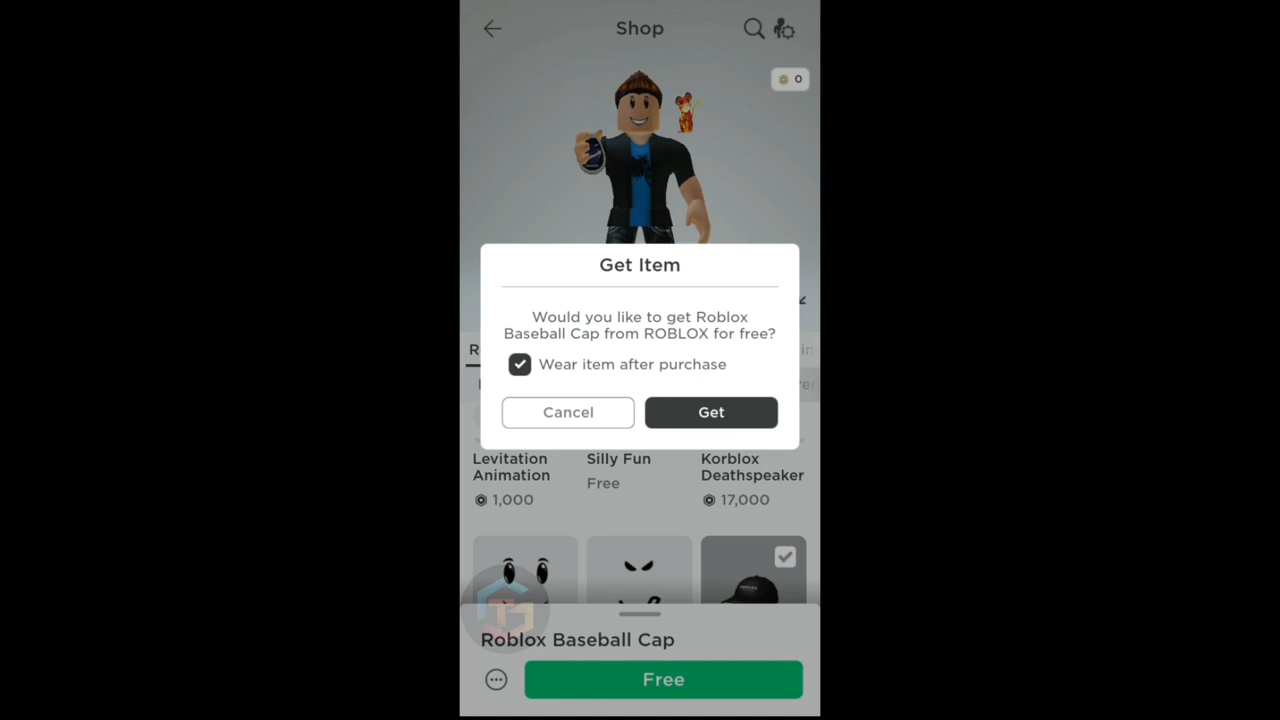 Shop
0
Get Item
Would you like to get Roblox
Baseball Cap from ROBLOX for free?
Wear item after purchase
Cancel
Get
Levitation
Animation
1,000
Silly Fun
Free
Korblox
Deathspeaker
17,000
Roblox Baseball Cap
Free